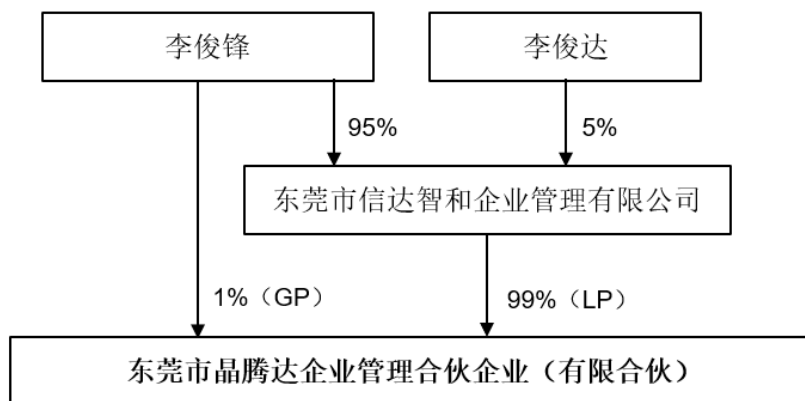 李俊锋
李俊达
95%
5%
东莞市信达智和企业管理有限公司
1%（GP）
99%（LP）
东莞市晶腾达企业管理合伙企业（有限合伙）